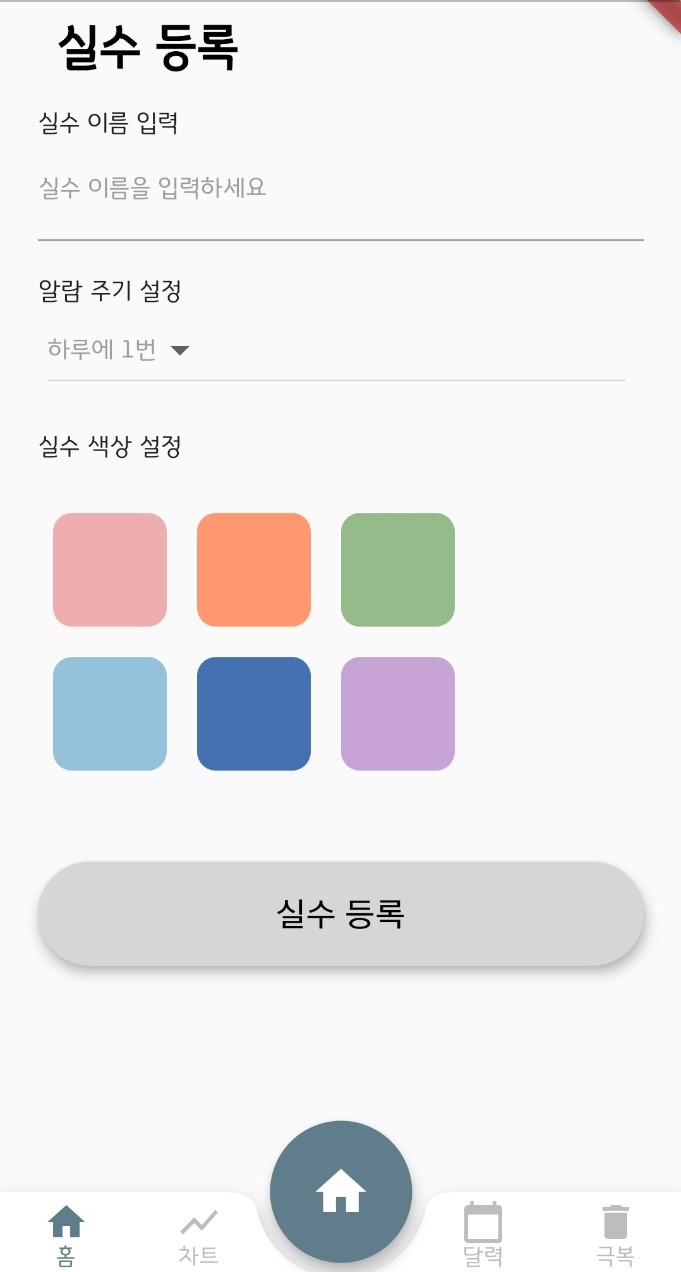 실수 등록
실수 이름 입력
실수 이름을 입력하세요
알람 주기 설정
하루에 1번
실수 색상 설정
실수 등록
홈
차트
달력
극복